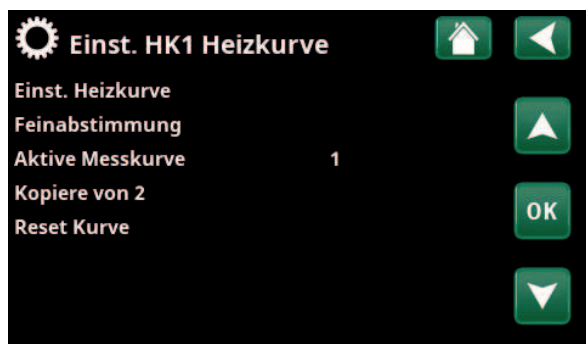 Einst. HK1 Heizkurve
Einst. Heizkurve
Feinabstimmung
Aktive Messkurve 1
Kopiere von 2
OK
Reset Kurve